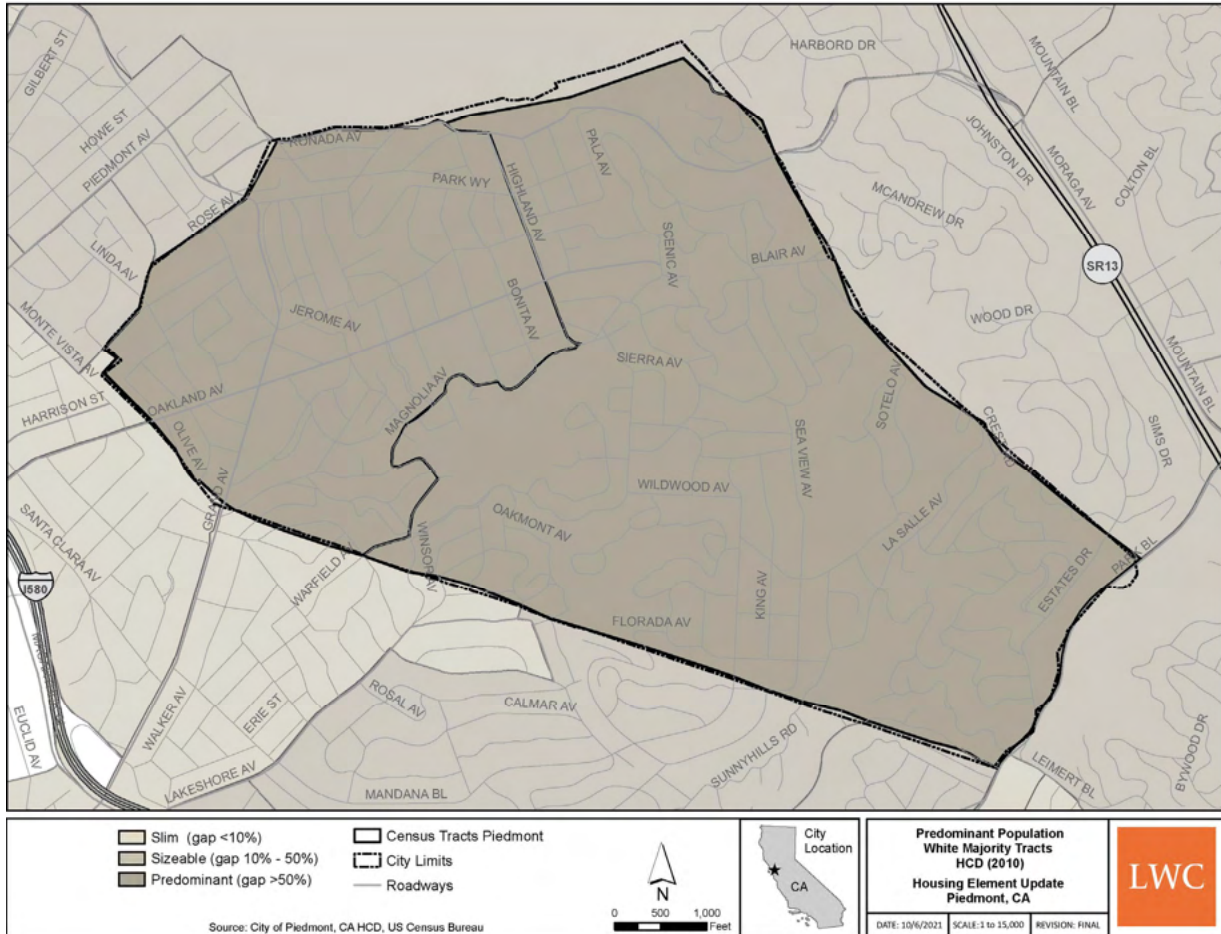 GILBERT ST
HOWE ST
PIEDMONT AV
ROSE AV
LINDA AV
MONTE VISTA AV
HARRISON ST
OAKLAND AV
OLIVE AV
GRAND AV
SANTA CLARA AV
I580
EUCLID AV
WALKER AV
ERIE ST
LAKESHORE AV
WARFIELD AV
WINSOR AV
ROSAL AV
CALMAR AV
MANDANA BL
SUNNYHILLS RD
RONADA AV
PARK WY
HIGHLAND AV
PALA AV
SCENIC AV
BLAIR AV
JEROME AV
BONITA AV
MAGNOLIA AV
SIERRA AV
SOTELO AV
SEA VIEW AV
WILDWOOD AV
OAKMONT AV
LA SALLE AV
KING AV
FLORADA AV
ESTATES DR
PARK BL
LEIMERT BL
BYWOOD DR
HARBORD DR
MOUNTAIN BL
JOHNSTON DR
MORAGA AV
COLTON BL
MCANDREW DR
SR13
WOOD DR
MOUNTAIN BL
SIMS DR
Slim (gap <10%)
Sizeable (gap 10% - 50%)
Predominant (gap >50%)
Census Tracts Piedmont
City Limits
Roadways
Source: City of Piedmont, CA HCD, US Census Bureau
N
0 500 1,000
Feet
City
Location
CA
Predominant Population
White Majority Tracts
HCD (2010)
Housing Element Update
Piedmont, CA
DATE: 10/6/2021 SCALE:1 to 15,000 REVISION: FINAL
LWC